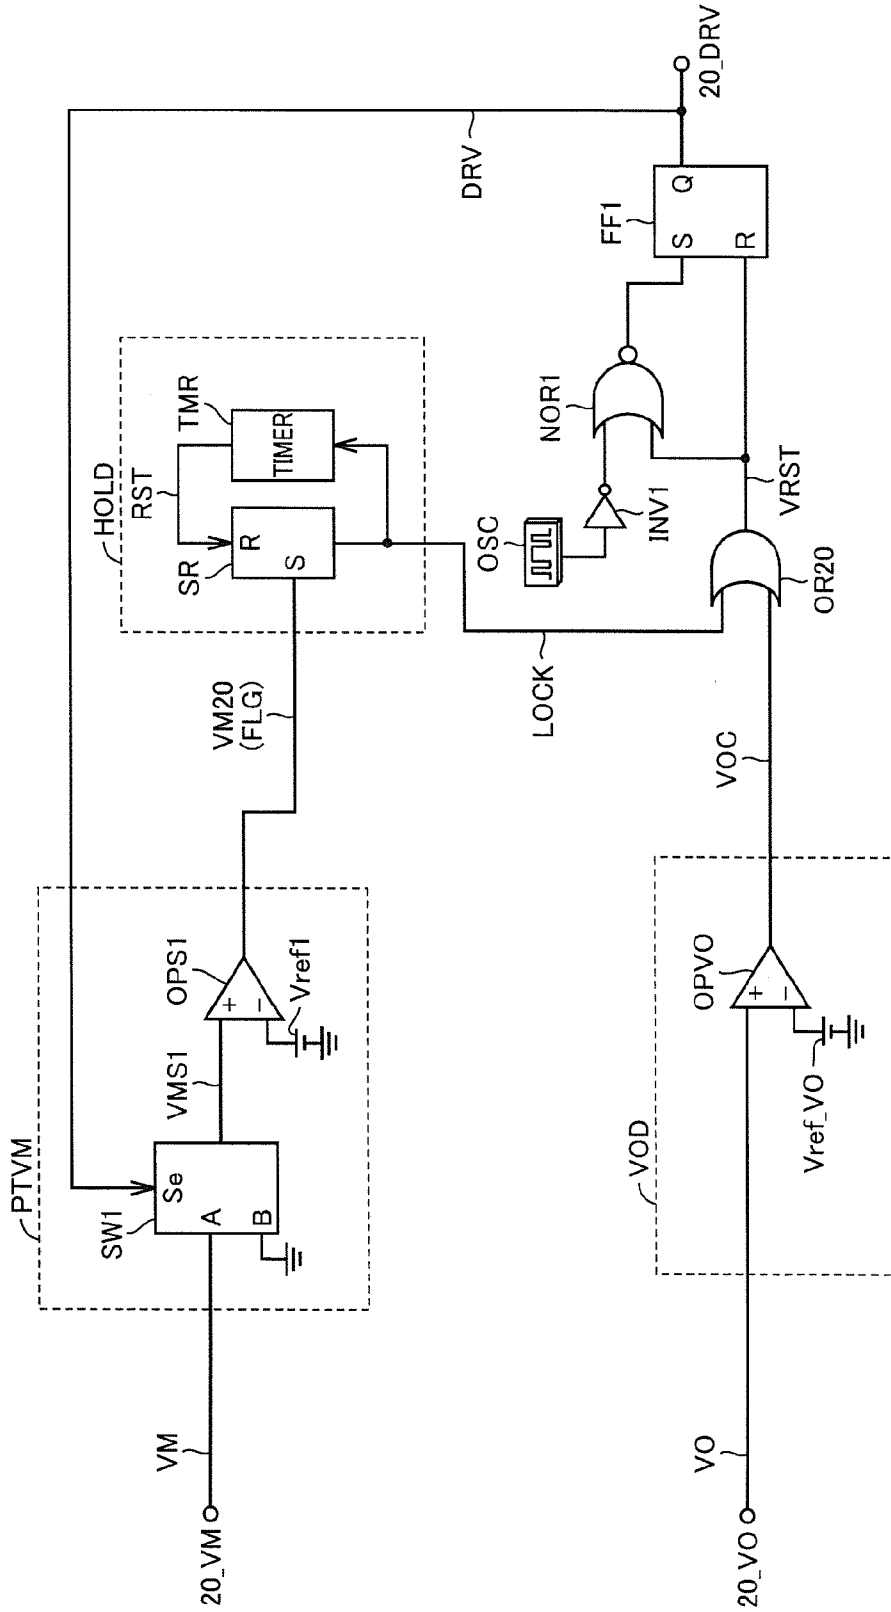 20_DRV
DRV
FF1
S
Q
R
HOLD
RST
TMR
TIMER
SR
R
S
NOR1
OSC
INV1
VRST
OR20
LOCK
VM20
(FLG)
VOC
PTVM
OPS1
+
−
Vref1
VMS1
SW1
Se
A
B
VOD
OPVO
+
−
Vref_VO
VM
20_VM
VO
20_VO